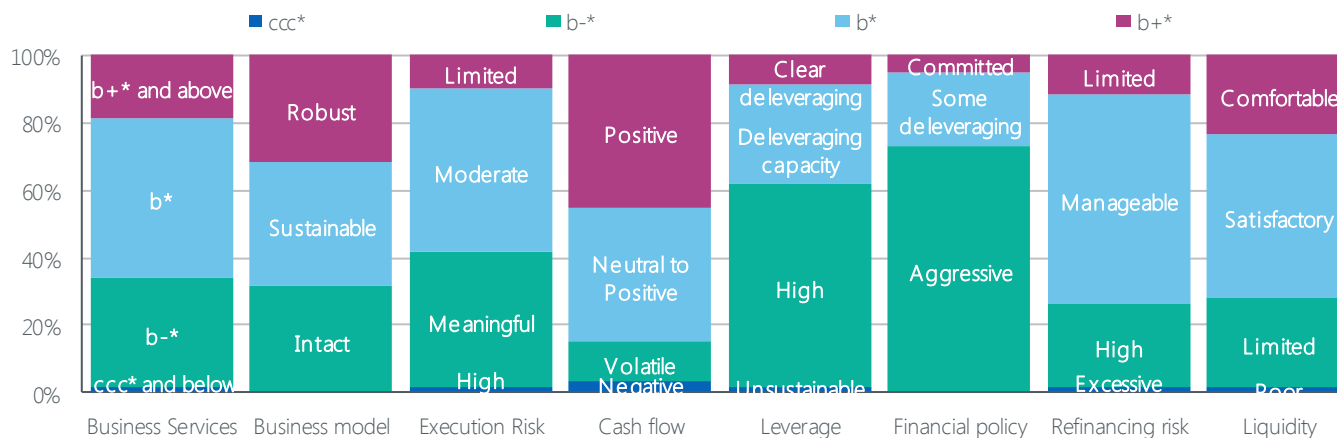 ccc* b-* b* b+*
100%
80%
60%
40%
20%
0%
b+* and above
b*
b-*
ccc* and below
Robust
Sustainable
Intact
Limited
Moderate
Meaningful
High
Positive
Neutral to
Positive
Volatile
Negative
Clear
deleveraging
Deleveraging
capacity
High
Unsustainable
Committed
Some
deleveraging
Aggressive
Limited
Manageable
High
Excessive
Comfortable
Satisfactory
Limited
Poor
Business Services Business model Execution Risk Cash flow Leverage Financial policy Refinancing risk Liquidity